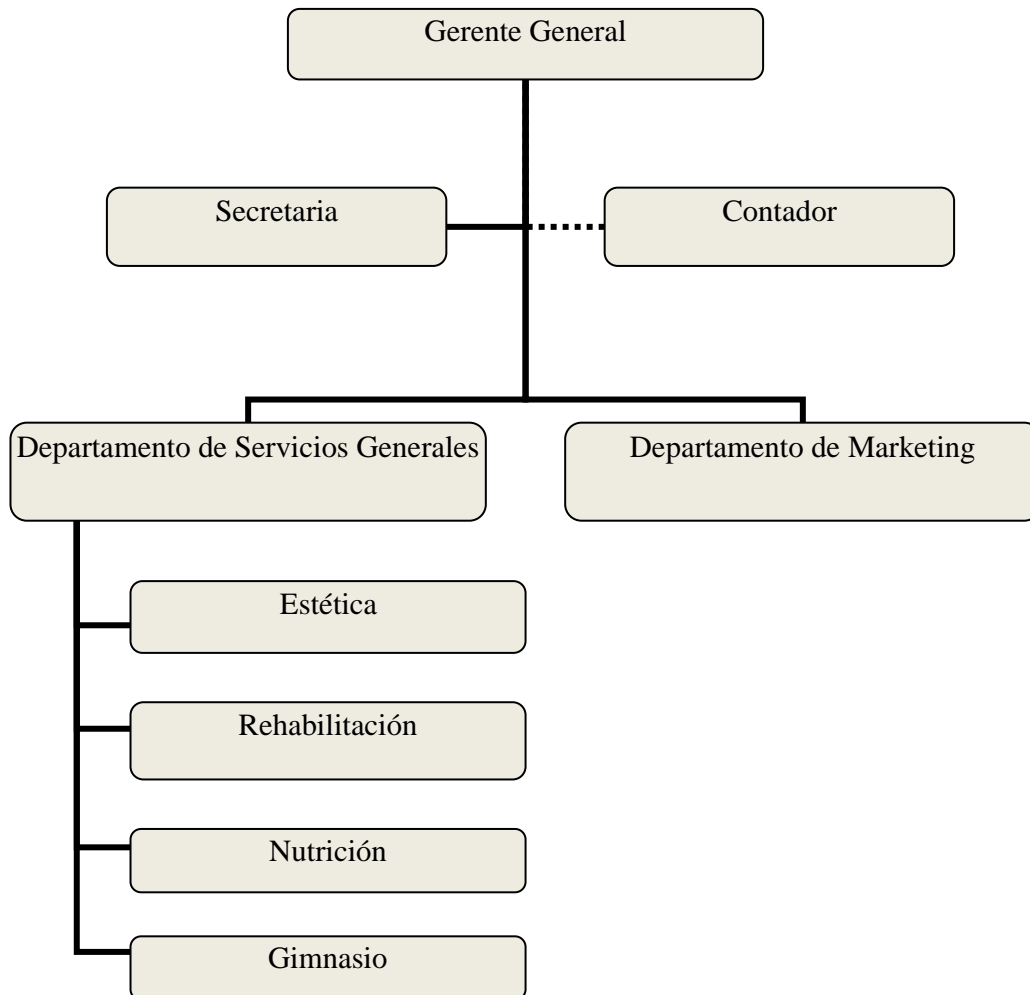 Gerente General
Secretaria
Contador
Departamento de Servicios Generales
Departamento de Marketing
Estética
Rehabilitación
Nutrición
Gimnasio